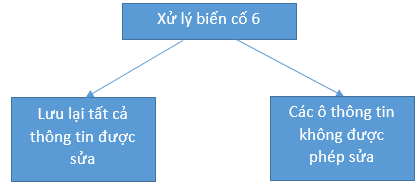 Xử lý biến cố 6
Lưu lại tất cả
thông tin được
sửa
Các ô thông tin
không được
phép sửa